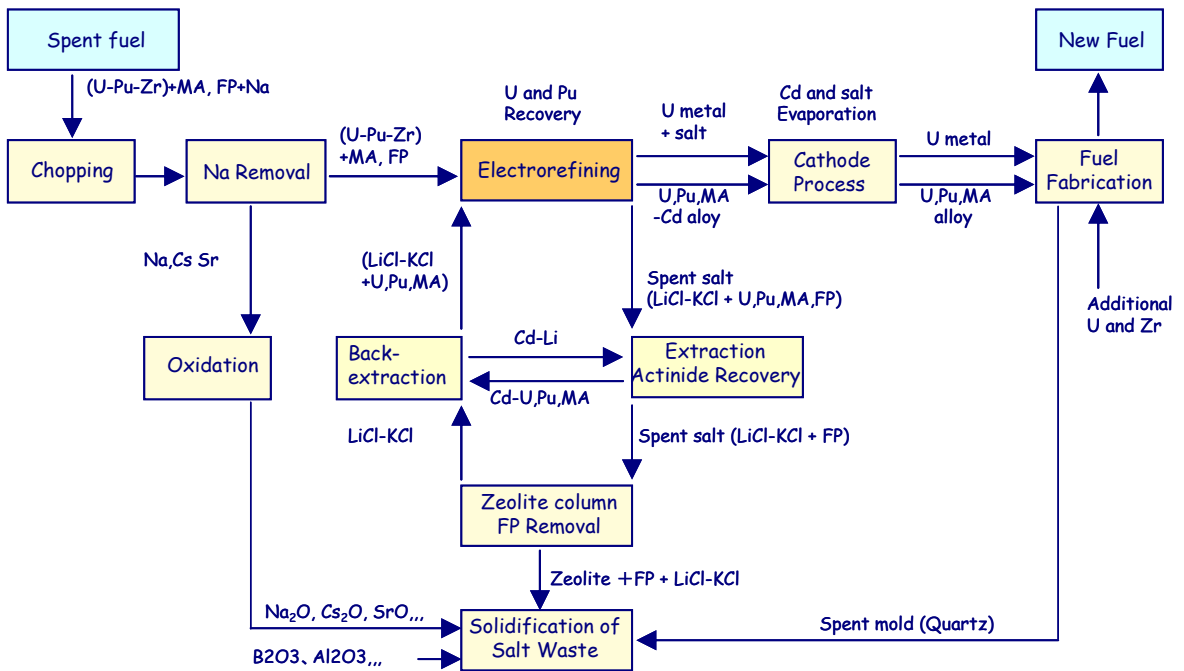 Spent fuel
New Fuel
(U-Pu-Zr)+MA, FP+Na
U and Pu
Recovery
U metal
+ salt
Cd and salt
Evaporation
(U-Pu-Zr)
+MA, FP
U metal
Chopping
Na Removal
Electrorefining
Cathode
Process
Fuel
Fabrication
U,Pu,MA
-Cd aloy
U,Pu,MA
alloy
Na,Cs Sr
(LiCl-KCl
+U,Pu,MA)
Spent salt
(LiCl-KCl + U,Pu,MA,FP)
Additional
U and Zr
Cd-Li
Oxidation
Back-
extraction
Extraction
Actinide Recovery
Cd-U,Pu,MA
LiCl-KCl
Spent salt (LiCl-KCl + FP)
Zeolite column
FP Removal
Zeolite +FP + LiCl-KCl
Na₂O, Cs₂O, SrO,,,
Solidification of
Salt Waste
Spent mold (Quartz)
B2O3、Al2O3,,,